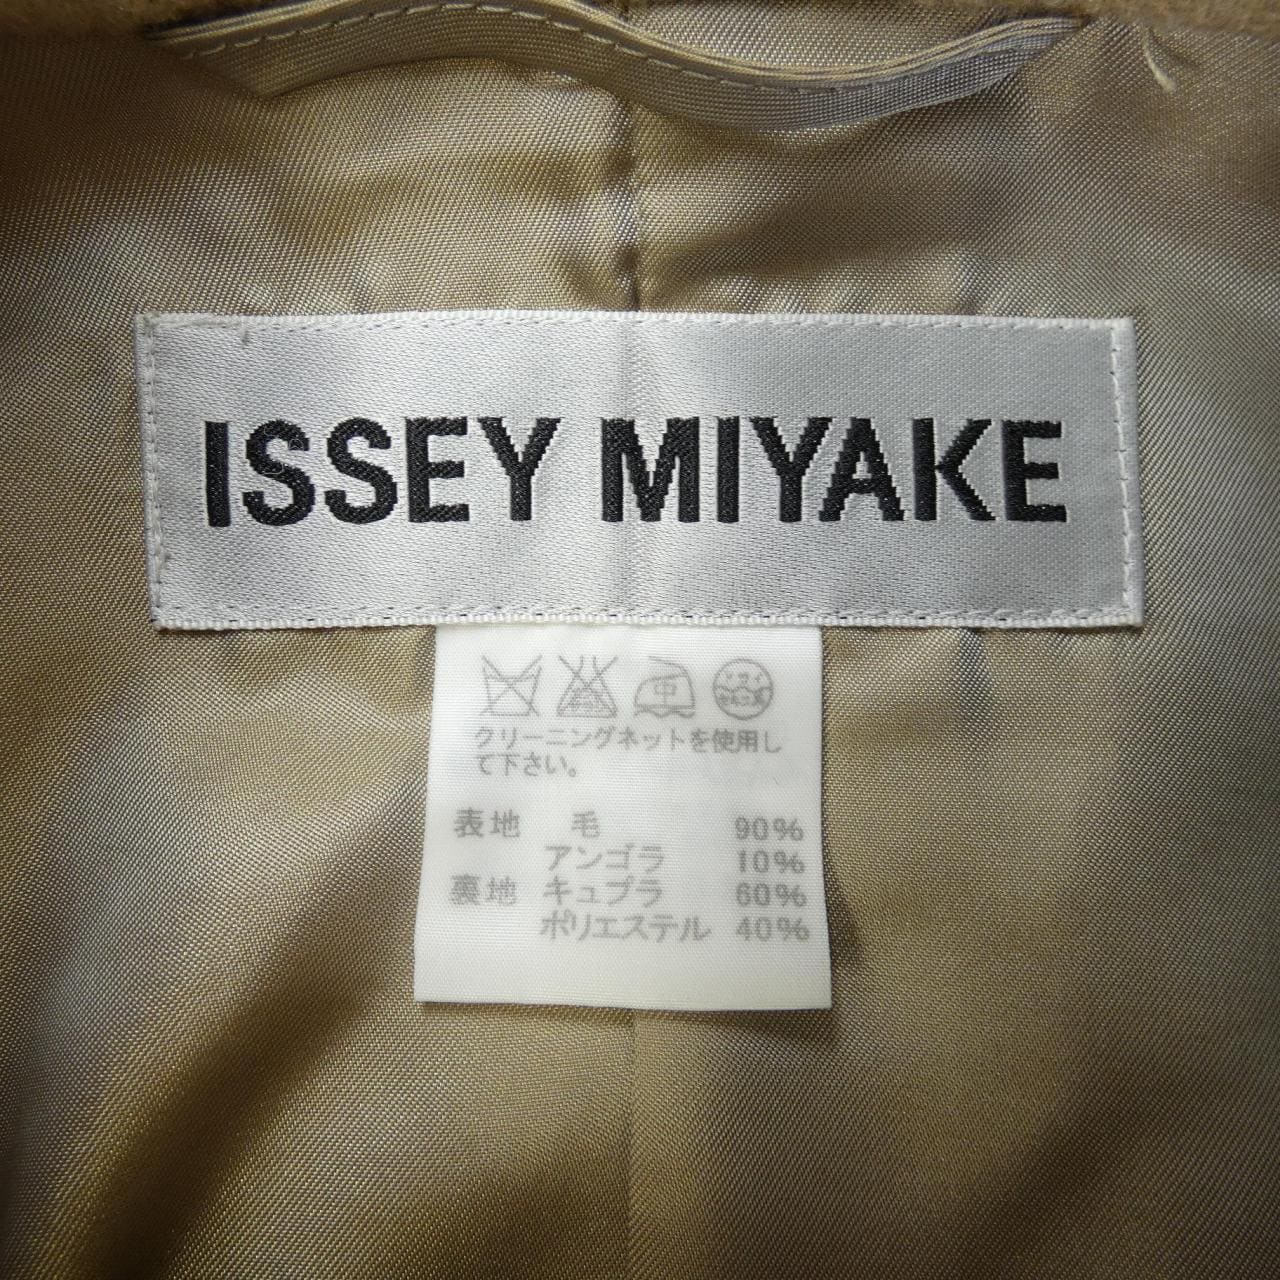 ISSEY MIYAKE
中
クリーニングネットを使用し
て下さい。
表地 毛 90%
アンゴラ 10%
裏地 キュプラ 60%
ポリエステル 40%